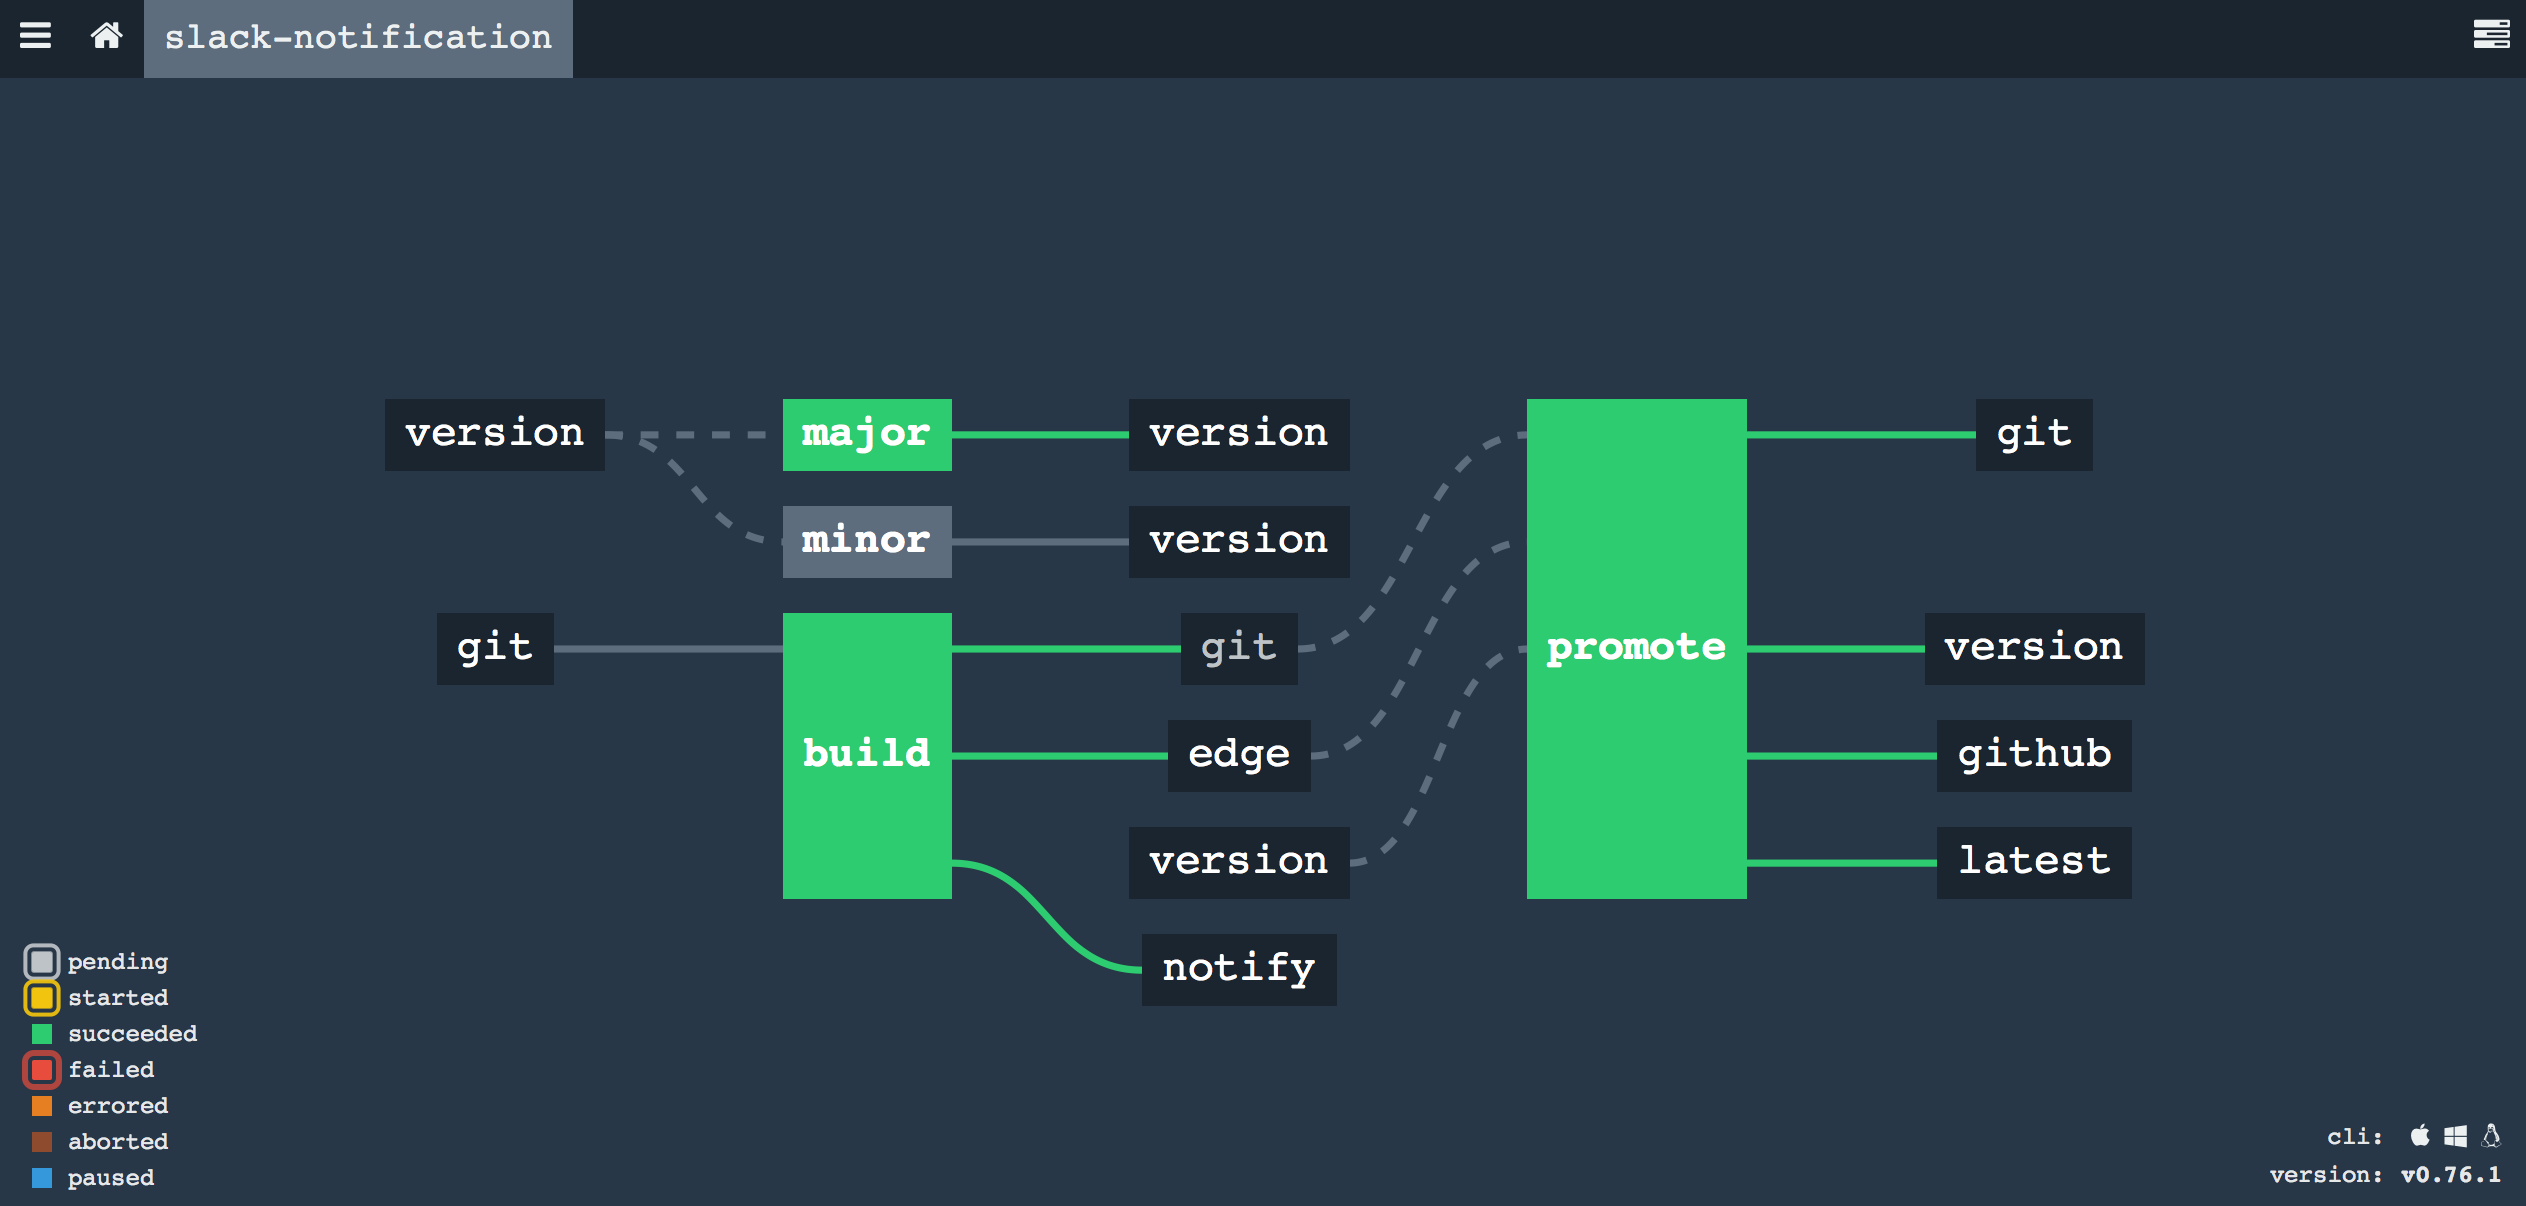 slack-notification
version
major
version
git
minor
version
git
build
git
promote
version
edge
github
version
latest
notify
pending
started
succeeded
failed
errored
aborted
paused
cli:
version: v0.76.1